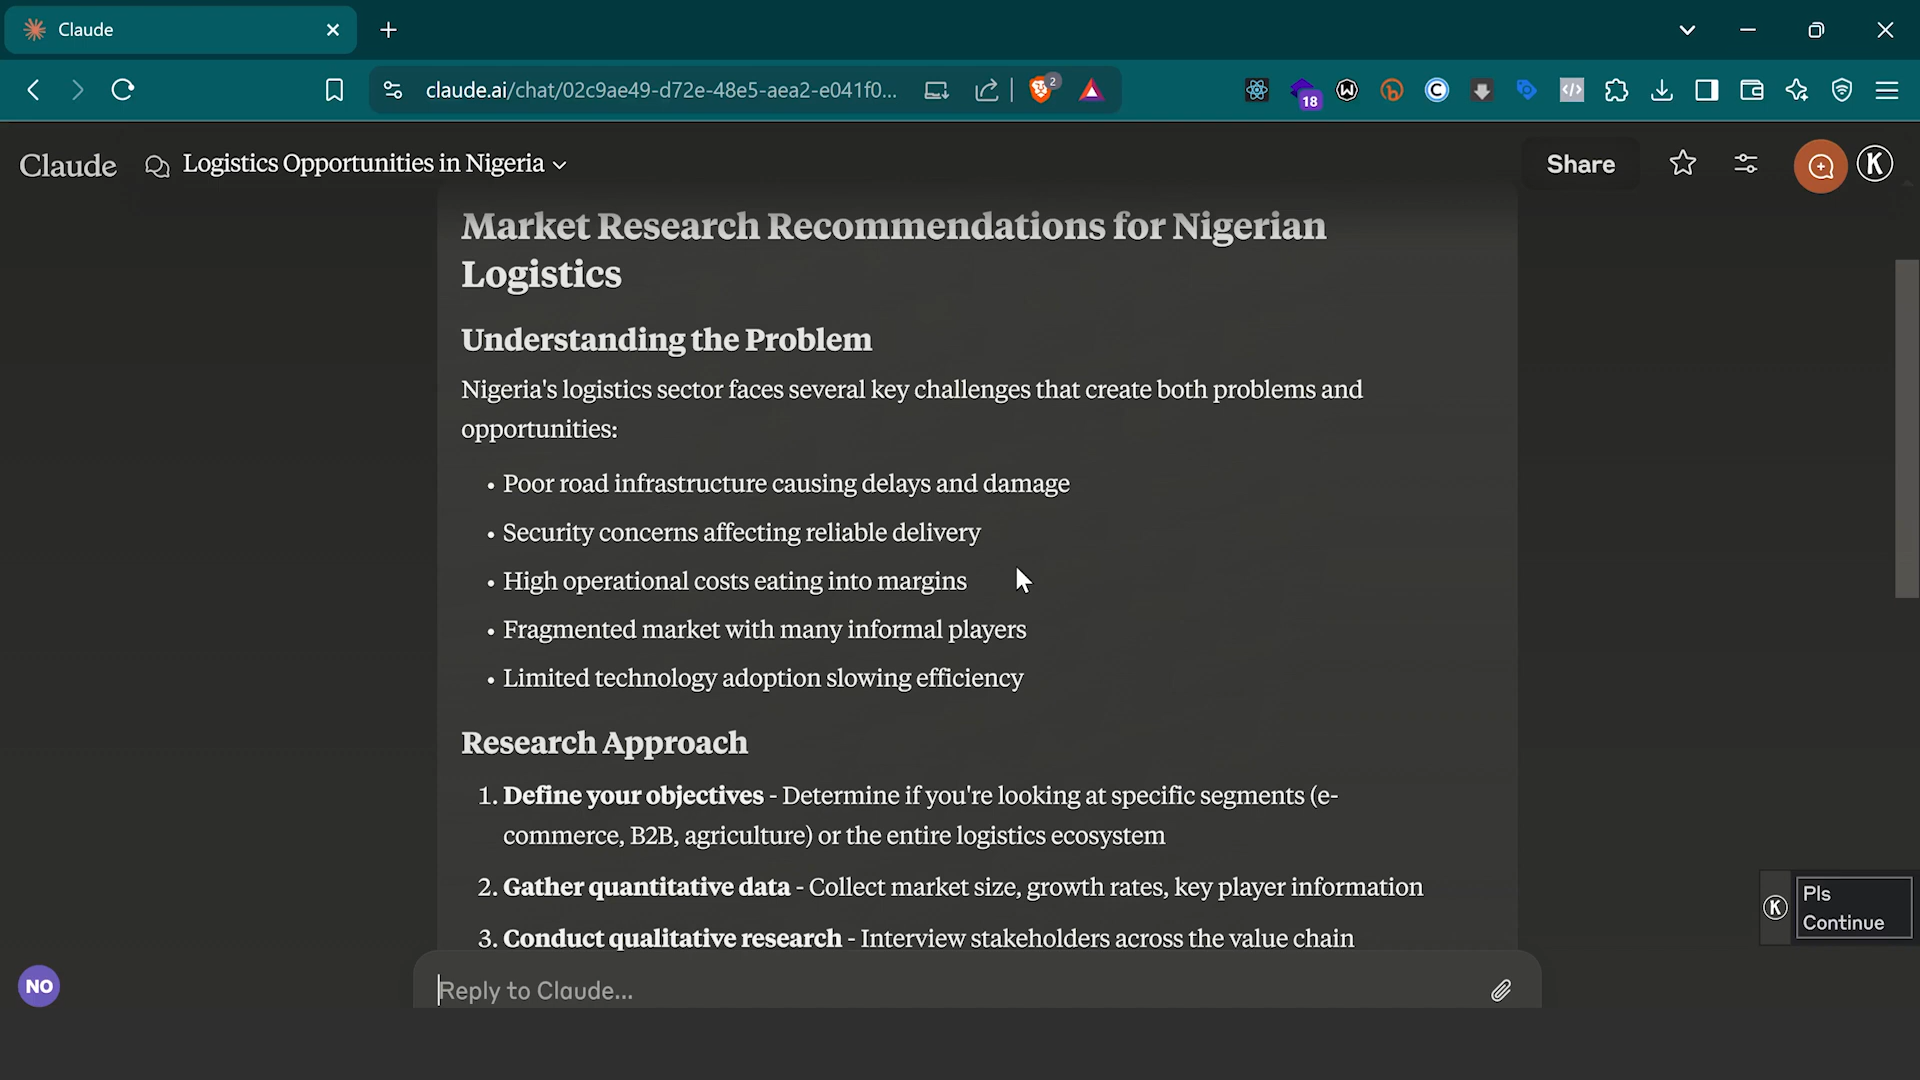 Claude
claude.ai/chat/02c9ae49-d72e-48e5-aea2-e041f0...
2
18
Claude
Logistics Opportunities in Nigeria
Share
K
Market Research Recommendations for Nigerian
Logistics
Understanding the Problem
Nigeria's logistics sector faces several key challenges that create both problems and
opportunities:
• Poor road infrastructure causing delays and damage
• Security concerns affecting reliable delivery
• High operational costs eating into margins
• Fragmented market with many informal players
• Limited technology adoption slowing efficiency
Research Approach
1. Define your objectives - Determine if you're looking at specific segments (e-
commerce, B2B, agriculture) or the entire logistics ecosystem
2. Gather quantitative data - Collect market size, growth rates, key player information
3. Conduct qualitative research - Interview stakeholders across the value chain
K
Pls
Continue
NO
Reply to Claude...